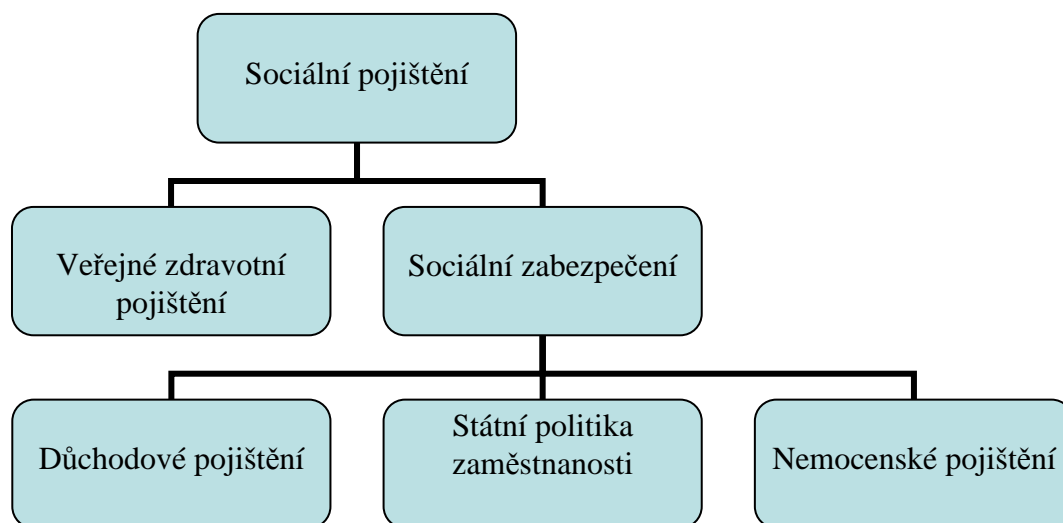 Sociální pojištění
Veřejné zdravotní
pojištění
Sociální zabezpečení
Důchodové pojištění
Státní politika
zaměstnanosti
Nemocenské pojištění